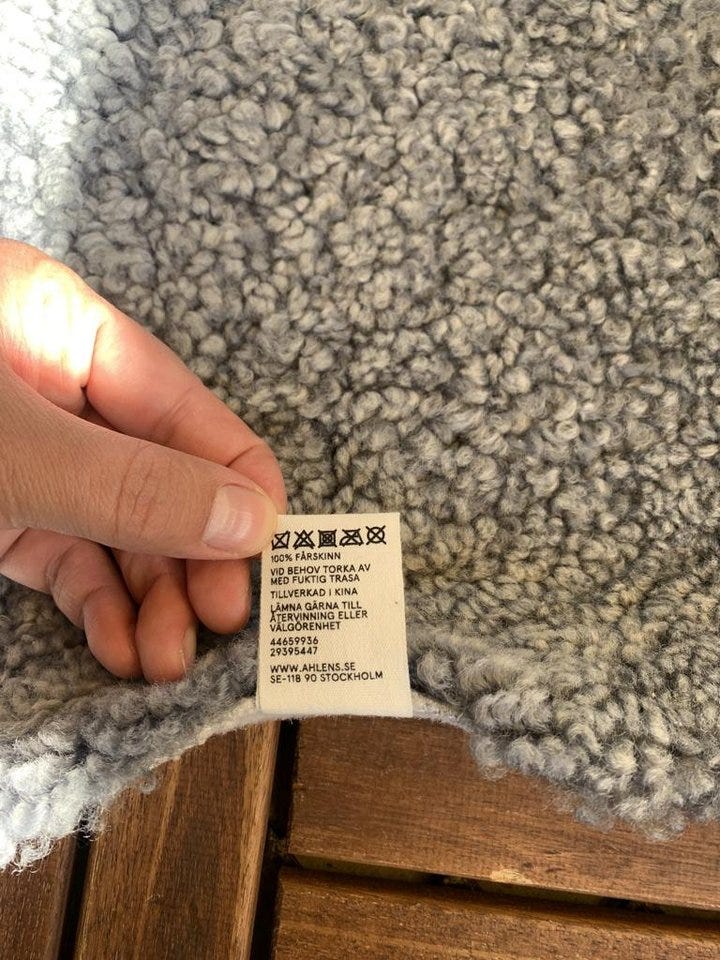 100% FÅRSKINN
VID BEHOV TORKA AV
MED FUKTIG TRASA
TILLVERKAD I KINA
LÄMNA GÄRNA TILL
ÅTERVINNING ELLER
VÄLGÖRENHET
44659936
29395447
WWW.AHLENS.SE
SE-118 90 STOCKHOLM